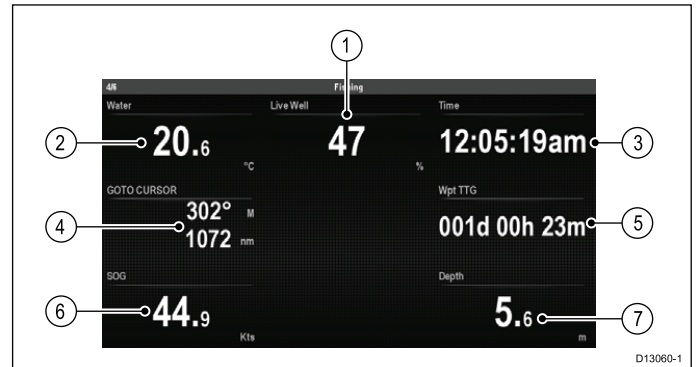 1
4/6 Fishing
Water Live Well Time
2 20.6 °C 47 % 12:05:19am 3
GOTO CURSOR Wpt TTG
4 302° M
1072 nm
001d 00h 23m 5
SOG Depth
6 44.9 Kts 5.6 m 7
D13060-1